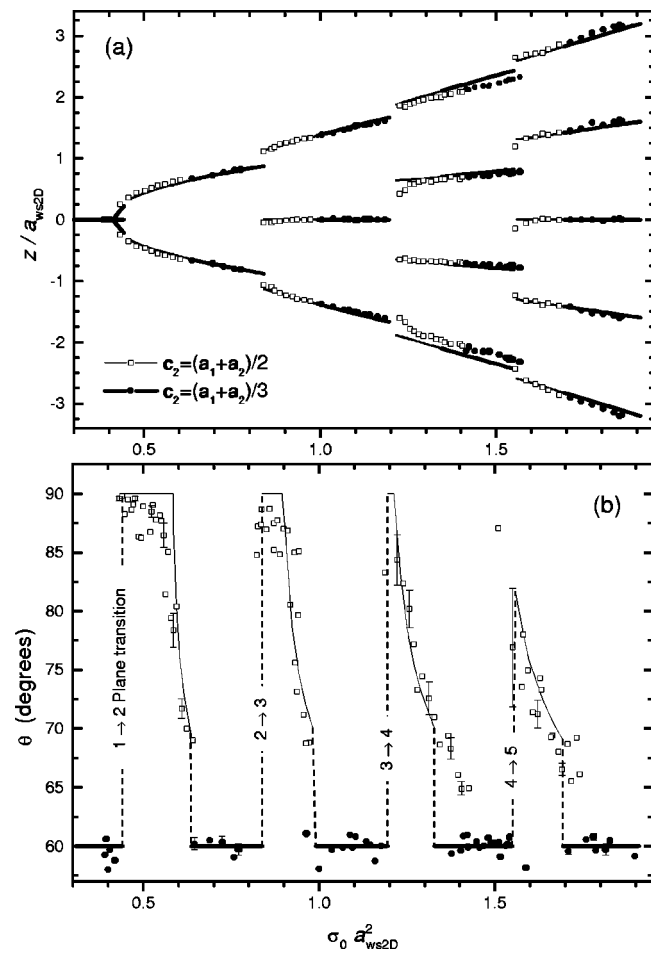 (a)
3
2
1
0
-1
-2
-3
z / a_ws2D
c₂=(a₁+a₂)/2
c₂=(a₁+a₂)/3
0.5 1.0 1.5
(b)
90
85
80
75
70
65
60
θ (degrees)
1 → 2 Plane transition
2 → 3
3 → 4
4 → 5
0.5 1.0 1.5
σ₀ a²_ws2D